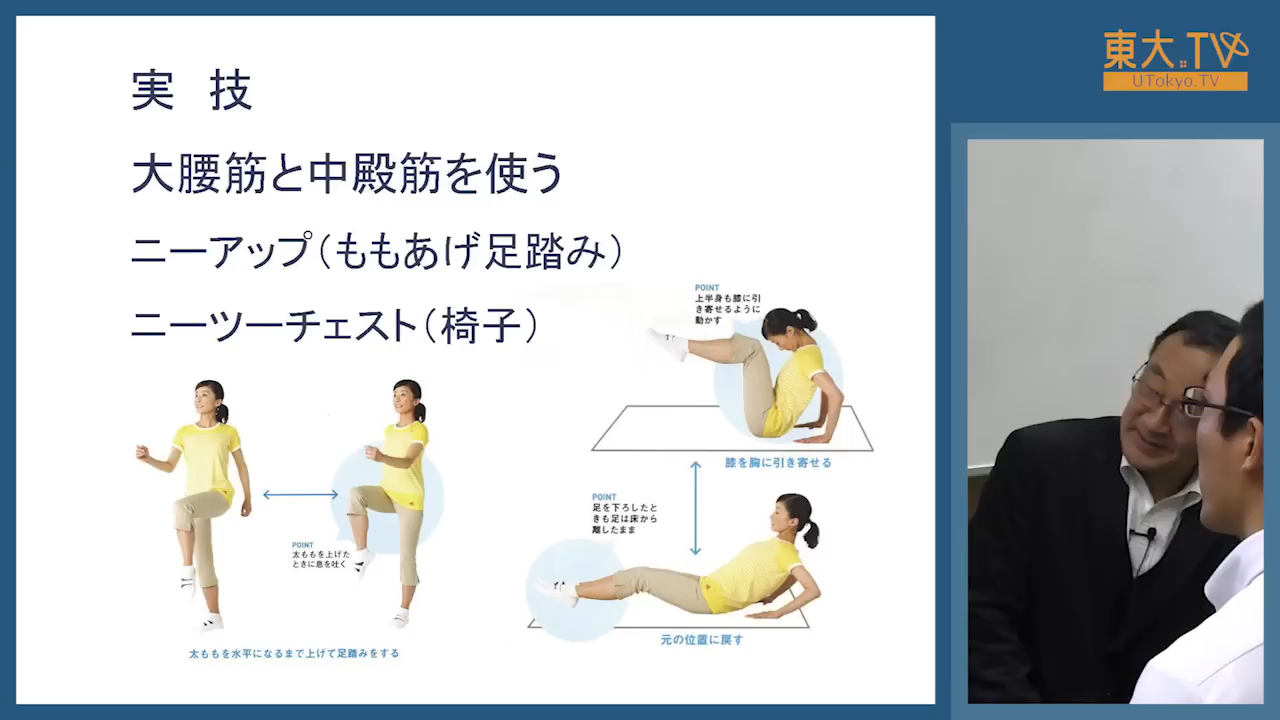 実 技
大腰筋と中殿筋を使う
ニーアップ（ももあげ足踏み）
ニーツーチェスト（椅子）
POINT
上半身も膝に引
き寄せるように
動かす
膝を胸に引き寄せる
POINT
足を下ろしたと
きも足は床から
離したまま
元の位置に戻す
POINT
太ももを上げた
ときに息を吐く
太ももを水平になるまで上げて足踏みをする
東大.TV
UTokyo.TV